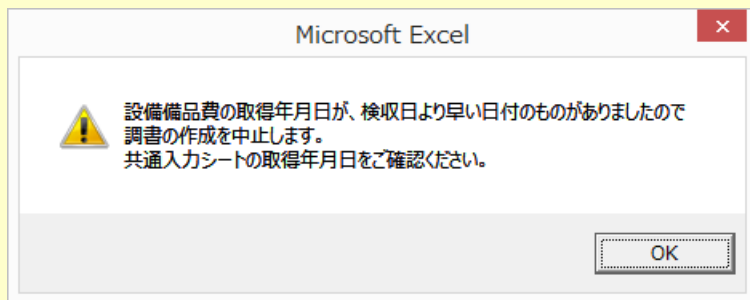 Microsoft Excel
設備備品費の取得年月日が、検収日より早い日付のものがありましたので
調書の作成を中止します。
共通入力シートの取得年月日をご確認ください。
OK